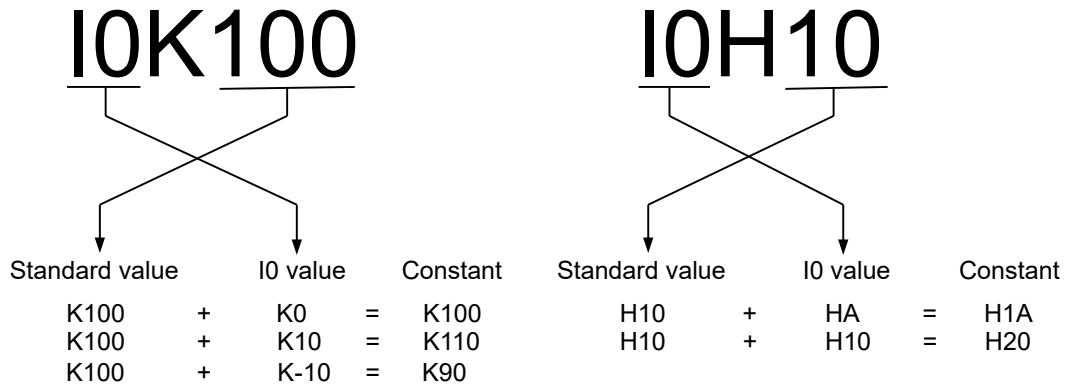 I0K100
Standard value I0 value Constant
K100 + K0 = K100
K100 + K10 = K110
K100 + K-10 = K90
I0H10
Standard value I0 value Constant
H10 + HA = H1A
H10 + H10 = H20